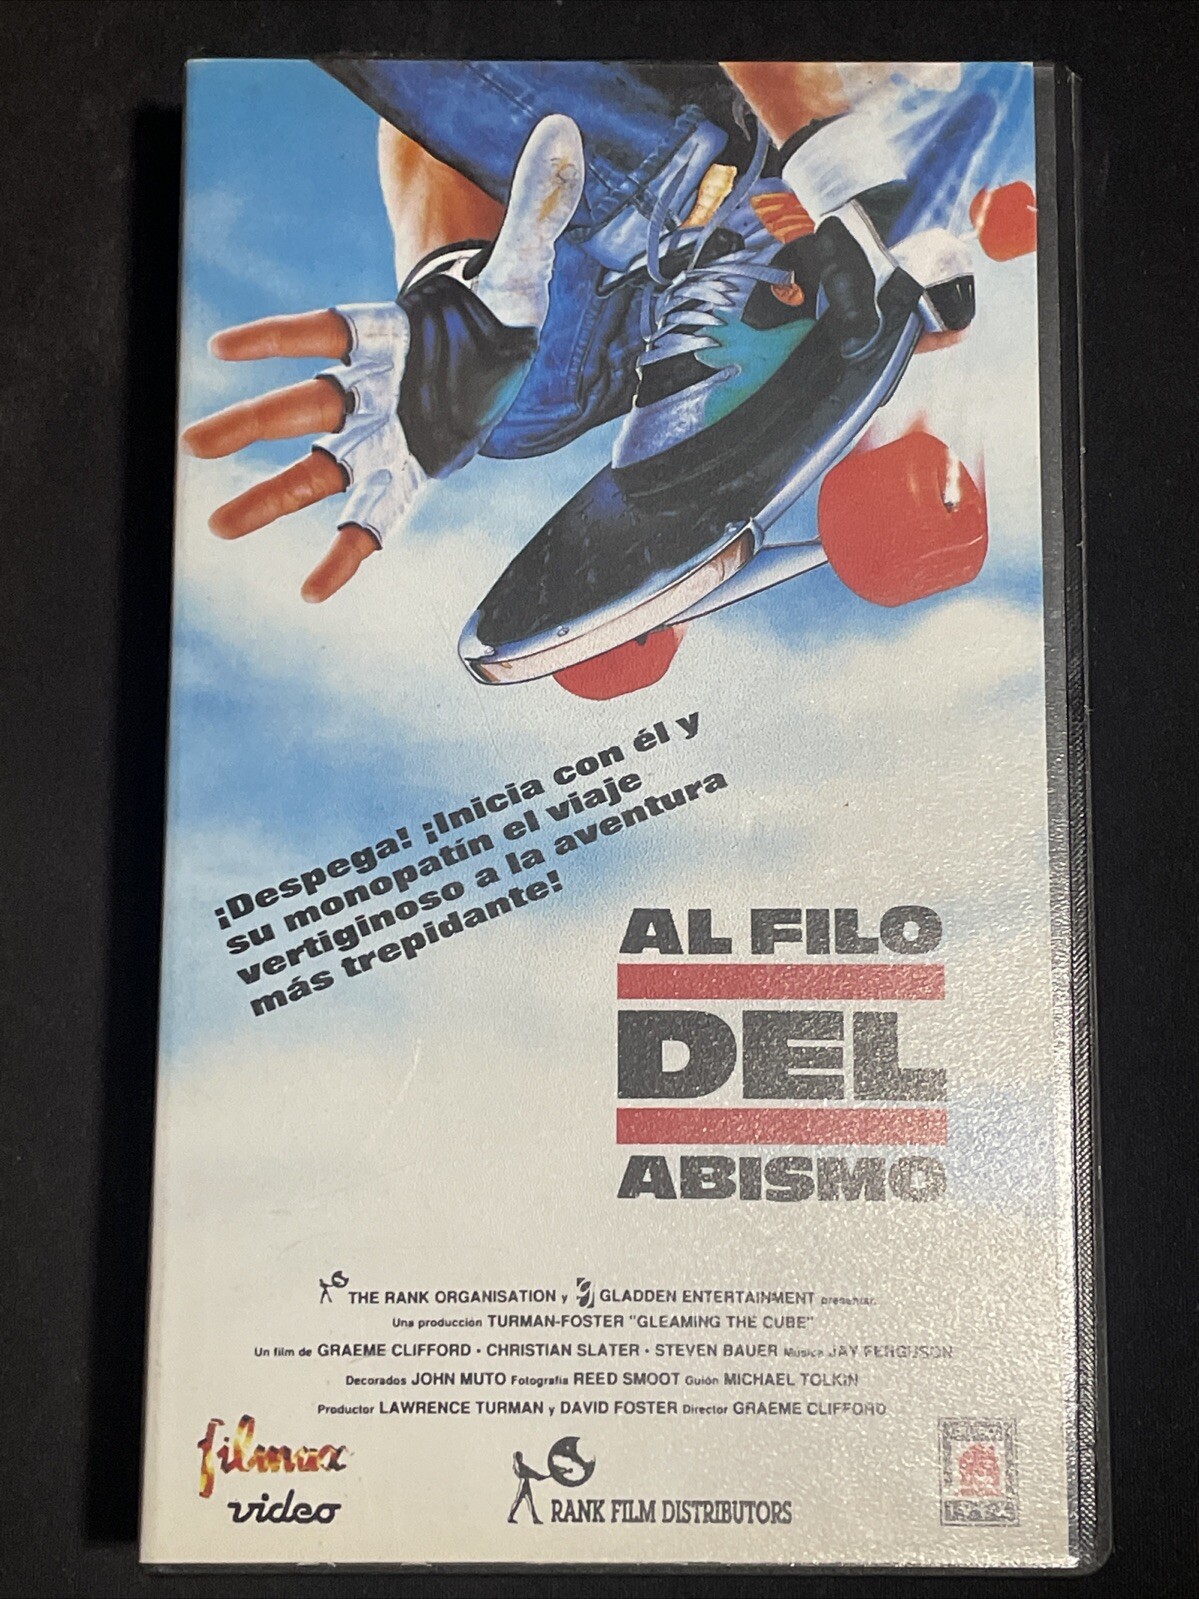 ¡Despega! ¡Inicia con él y
su monopatín el viaje
vertiginoso a la aventura
más trepidante!
AL FILO
DEL
ABISMO
THE RANK ORGANISATION y GLADDEN ENTERTAINMENT presentan
Una producción TURMAN-FOSTER "GLEAMING THE CUBE"
Un film de GRAEME CLIFFORD • CHRISTIAN SLATER • STEVEN BAUER Música JAY FERGUSON
Decorados JOHN MUTO Fotografía REED SMOOT Guión MICHAEL TOLKIN
Productor LAWRENCE TURMAN y DAVID FOSTER Director GRAEME CLIFFORD
filmax
video
RANK FILM DISTRIBUTORS